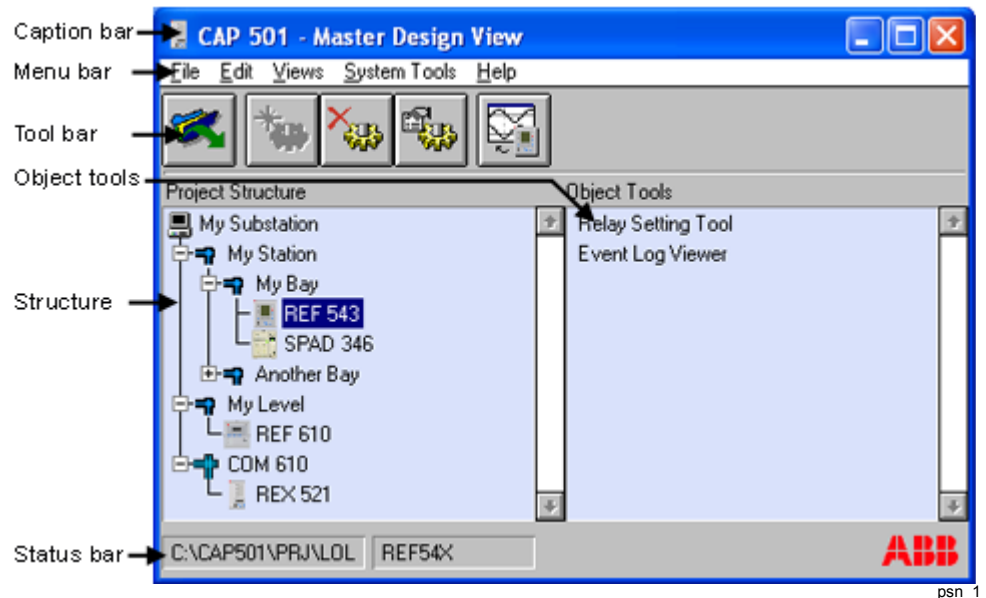 Caption bar
CAP 501 - Master Design View
Menu bar
File Edit Views System Tools Help
Tool bar
Object tools
Project Structure
Object Tools
My Substation
Relay Setting Tool
My Station
Event Log Viewer
My Bay
Structure
REF 543
SPAD 346
Another Bay
My Level
REF 610
COM 610
REX 521
Status bar
C:\CAP501\PRJ\LOL
REF54X
ABB
psn_1